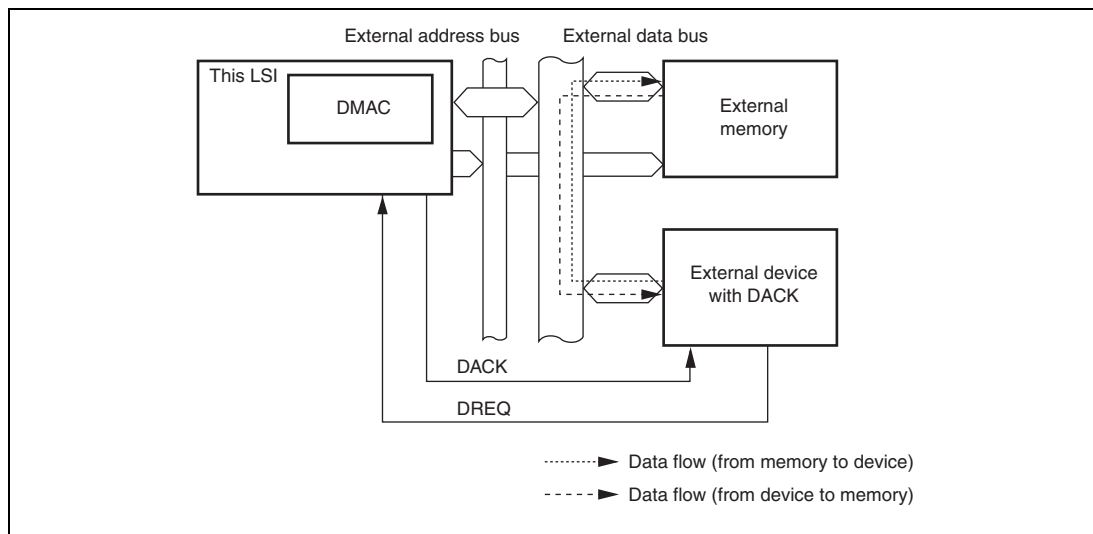 External address bus
External data bus
This LSI
DMAC
External
memory
External device
with DACK
DACK
DREQ
Data flow (from memory to device)
Data flow (from device to memory)